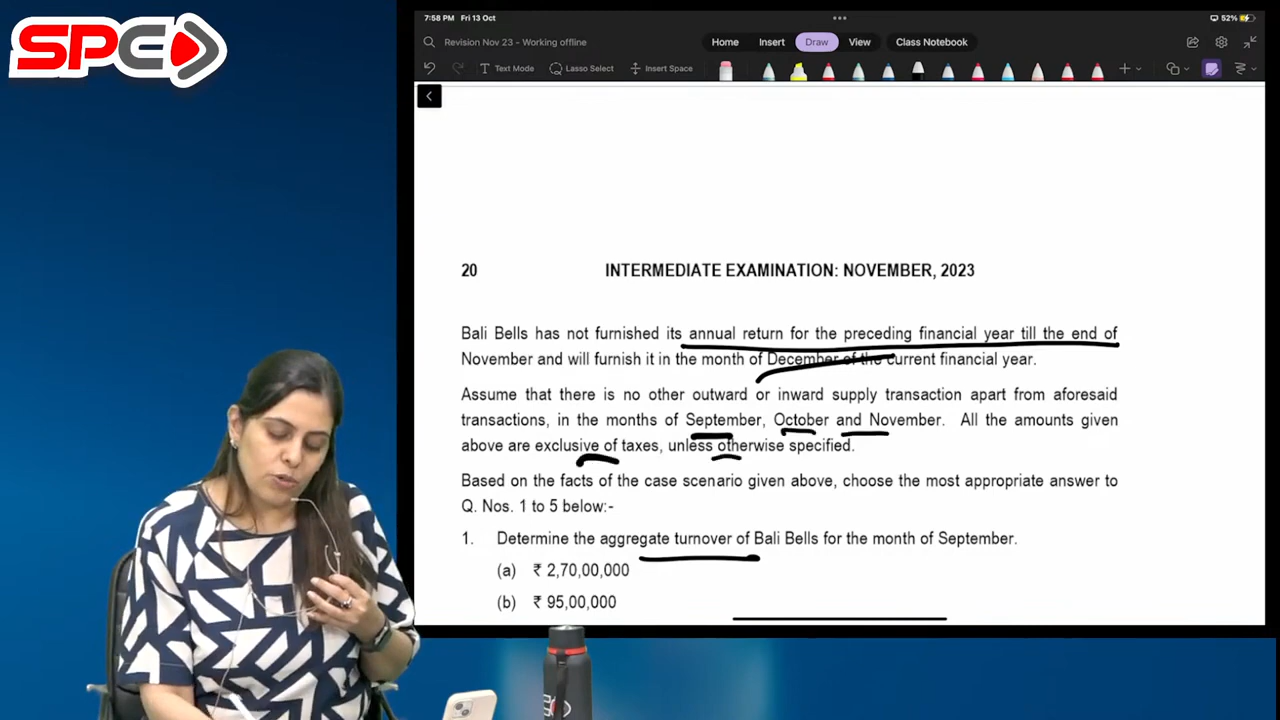 SPC
7:58 PM Fri 13 Oct
52%
Revision Nov 23 - Working offline
Home Insert Draw View Class Notebook
Text Mode Lasso Select Insert Space
20 INTERMEDIATE EXAMINATION: NOVEMBER, 2023
Bali Bells has not furnished its annual return for the preceding financial year till the end of
November and will furnish it in the month of December of the current financial year.
Assume that there is no other outward or inward supply transaction apart from aforesaid
transactions, in the months of September, October and November. All the amounts given
above are exclusive of taxes, unless otherwise specified.
Based on the facts of the case scenario given above, choose the most appropriate answer to
Q. Nos. 1 to 5 below:-
1. Determine the aggregate turnover of Bali Bells for the month of September.
(a) ₹ 2,70,00,000
(b) ₹ 95,00,000